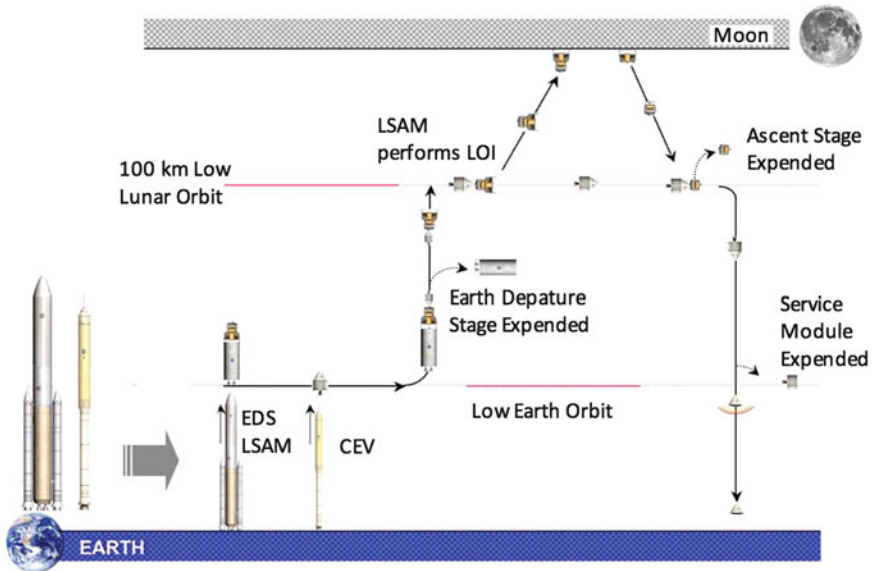 Moon
LSAM
performs LOI
Ascent Stage
Expended
100 km Low
Lunar Orbit
Earth Depature
Stage Expended
Service
Module
Expended
Low Earth Orbit
EDS
LSAM
CEV
EARTH